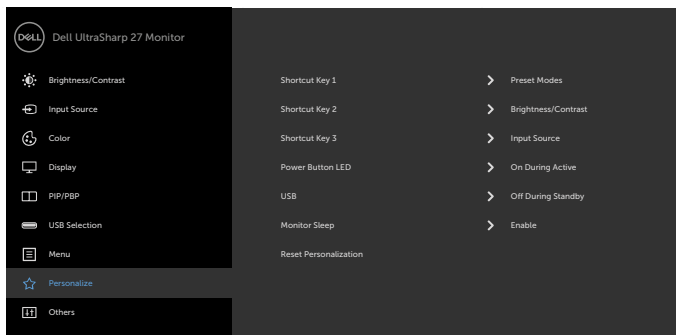 DELL Dell UltraSharp 27 Monitor
Brightness/Contrast
Input Source
Color
Display
PIP/PBP
USB Selection
Menu
Personalize
Others
Shortcut Key 1 Preset Modes
Shortcut Key 2 Brightness/Contrast
Shortcut Key 3 Input Source
Power Button LED On During Active
USB Off During Standby
Monitor Sleep Enable
Reset Personalization